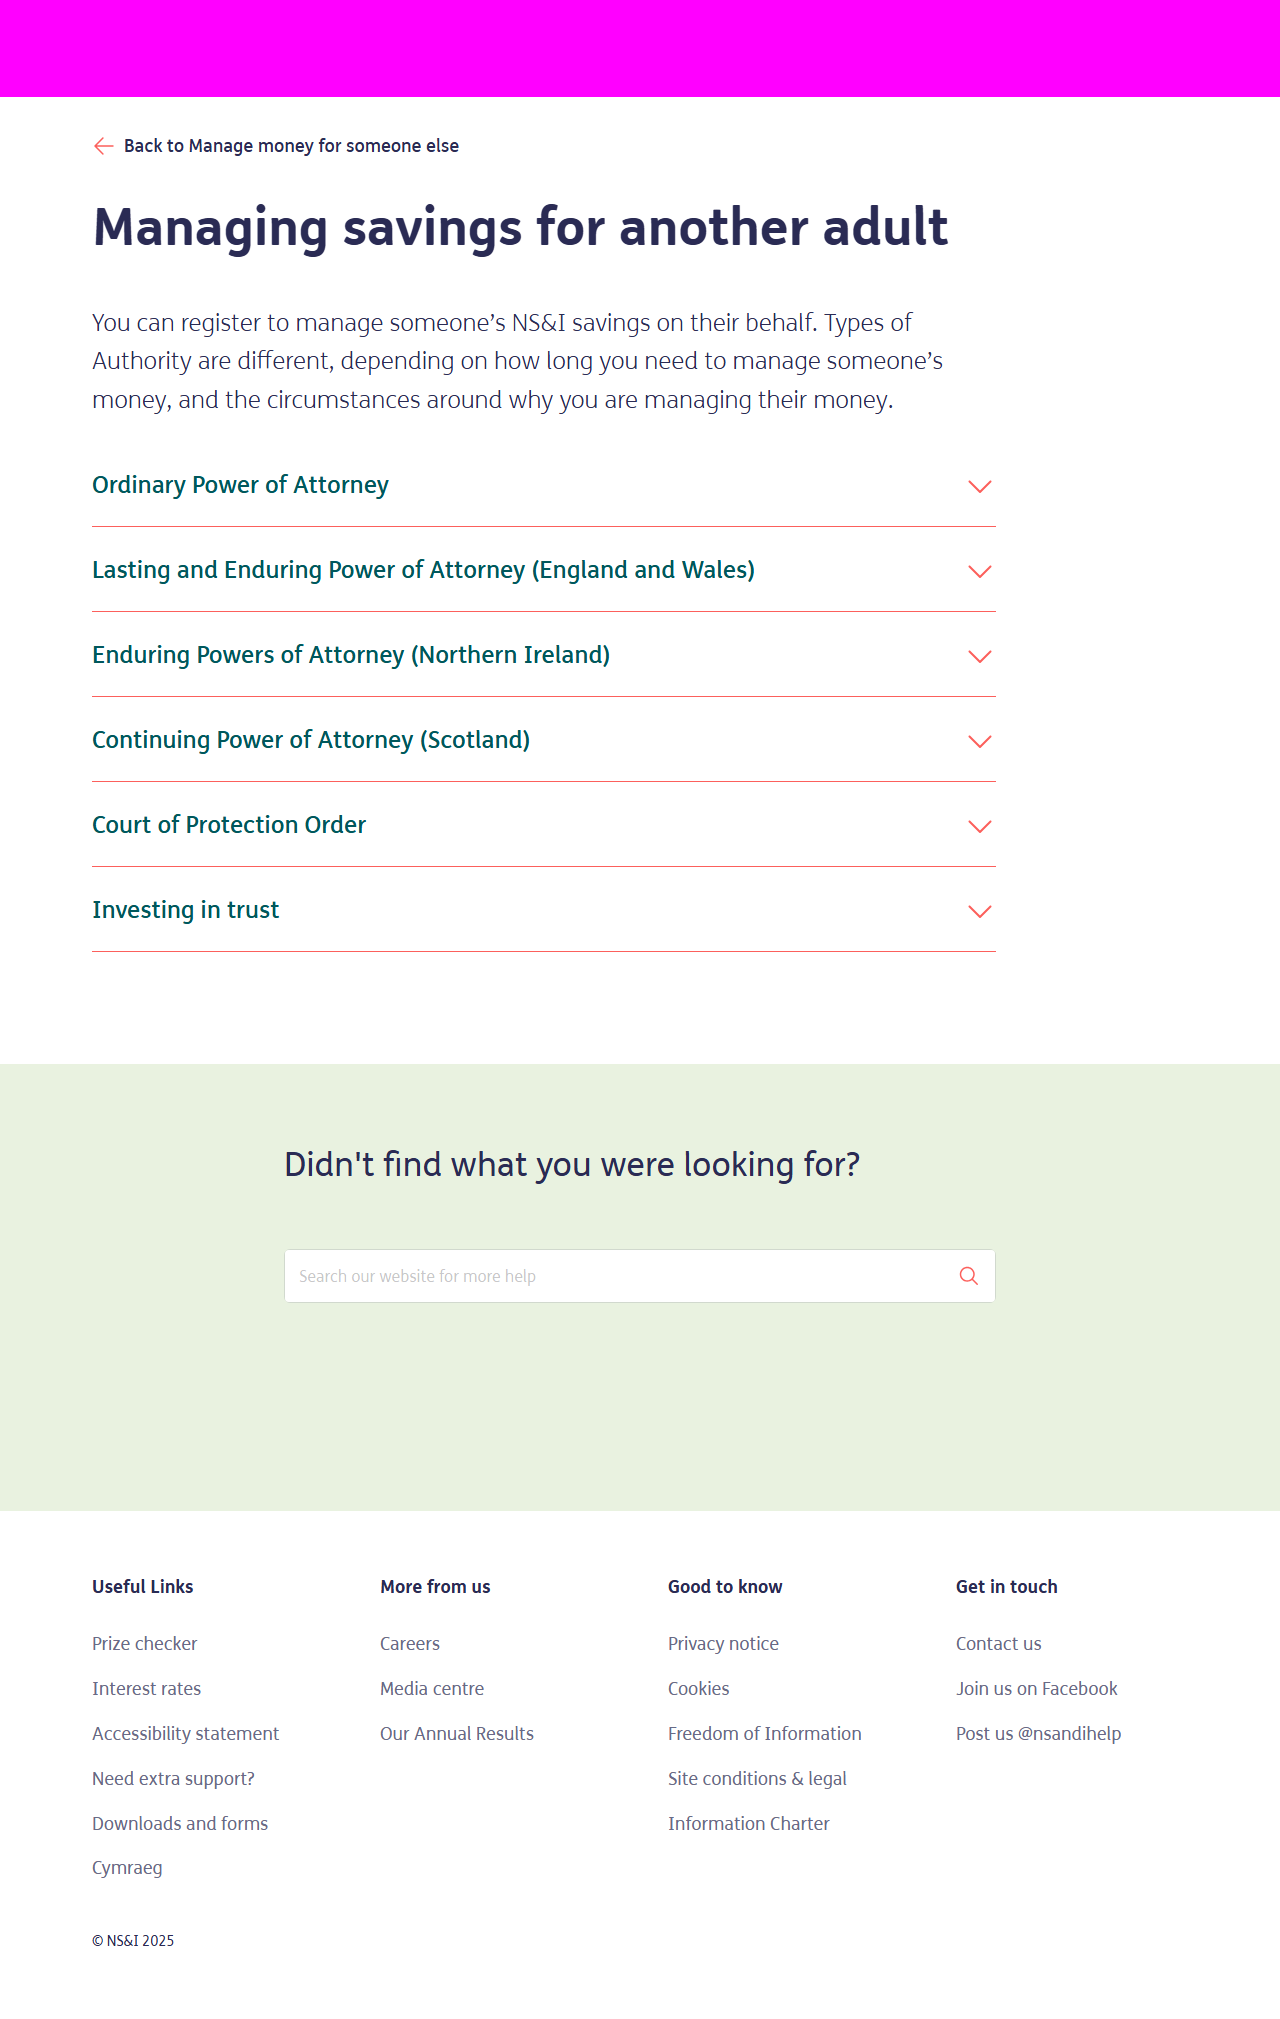 Back to Manage money for someone else
Managing savings for another adult
You can register to manage someone’s NS&I savings on their behalf. Types of
Authority are different, depending on how long you need to manage someone’s
money, and the circumstances around why you are managing their money.
Ordinary Power of Attorney
Lasting and Enduring Power of Attorney (England and Wales)
Enduring Powers of Attorney (Northern Ireland)
Continuing Power of Attorney (Scotland)
Court of Protection Order
Investing in trust
Didn't find what you were looking for?
Search our website for more help
Useful Links
Prize checker
Interest rates
Accessibility statement
Need extra support?
Downloads and forms
Cymraeg
More from us
Careers
Media centre
Our Annual Results
Good to know
Privacy notice
Cookies
Freedom of Information
Site conditions & legal
Information Charter
Get in touch
Contact us
Join us on Facebook
Post us @nsandihelp
© NS&I 2025